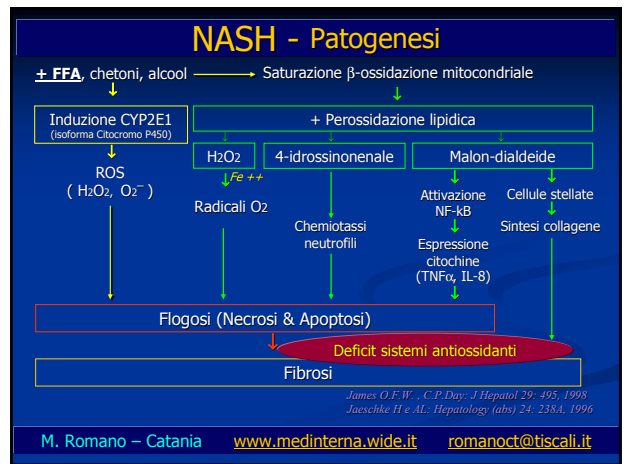 NASH - Patogenesi
+ FFA, chetoni, alcool
Saturazione β-ossidazione mitocondriale
Induzione CYP2E1
(isoforma Citocromo P450)
+ Perossidazione lipidica
H2O2
4-idrossinonenale
Malon-dialdeide
ROS
( H2O2, O2⁻ )
Fe ++
Radicali O2
Chemiotassi
neutrofili
Attivazione
NF-kB
Cellule stellate
Sintesi collagene
Espressione
citochine
(TNFα, IL-8)
Flogosi (Necrosi & Apoptosi)
Deficit sistemi antiossidanti
Fibrosi
James O.F.W. , C.P.Day: J Hepatol 29: 495, 1998
Jaeschke H e AL: Hepatology (abs) 24: 238A, 1996
M. Romano – Catania www.medinterna.wide.it romanoct@tiscali.it